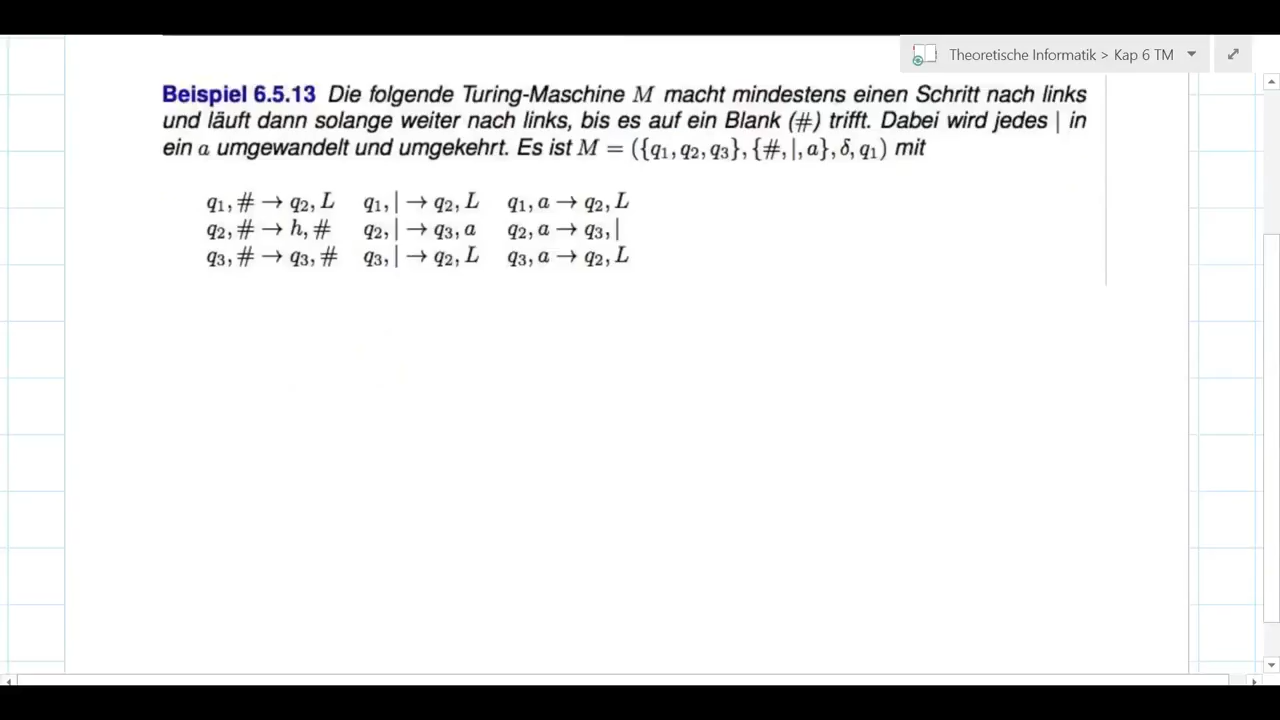 Theoretische Informatik > Kap 6 TM
Beispiel 6.5.13 Die folgende Turing-Maschine M macht mindestens einen Schritt nach links
und läuft dann solange weiter nach links, bis es auf ein Blank (#) trifft. Dabei wird jedes | in
ein a umgewandelt und umgekehrt. Es ist M = ({q₁, q₂, q₃}, {#, |, a}, δ, q₁) mit
q₁, # → q₂, L q₁, | → q₂, L q₁, a → q₂, L
q₂, # → h, # q₂, | → q₃, a q₂, a → q₃, |
q₃, # → q₃, # q₃, | → q₂, L q₃, a → q₂, L